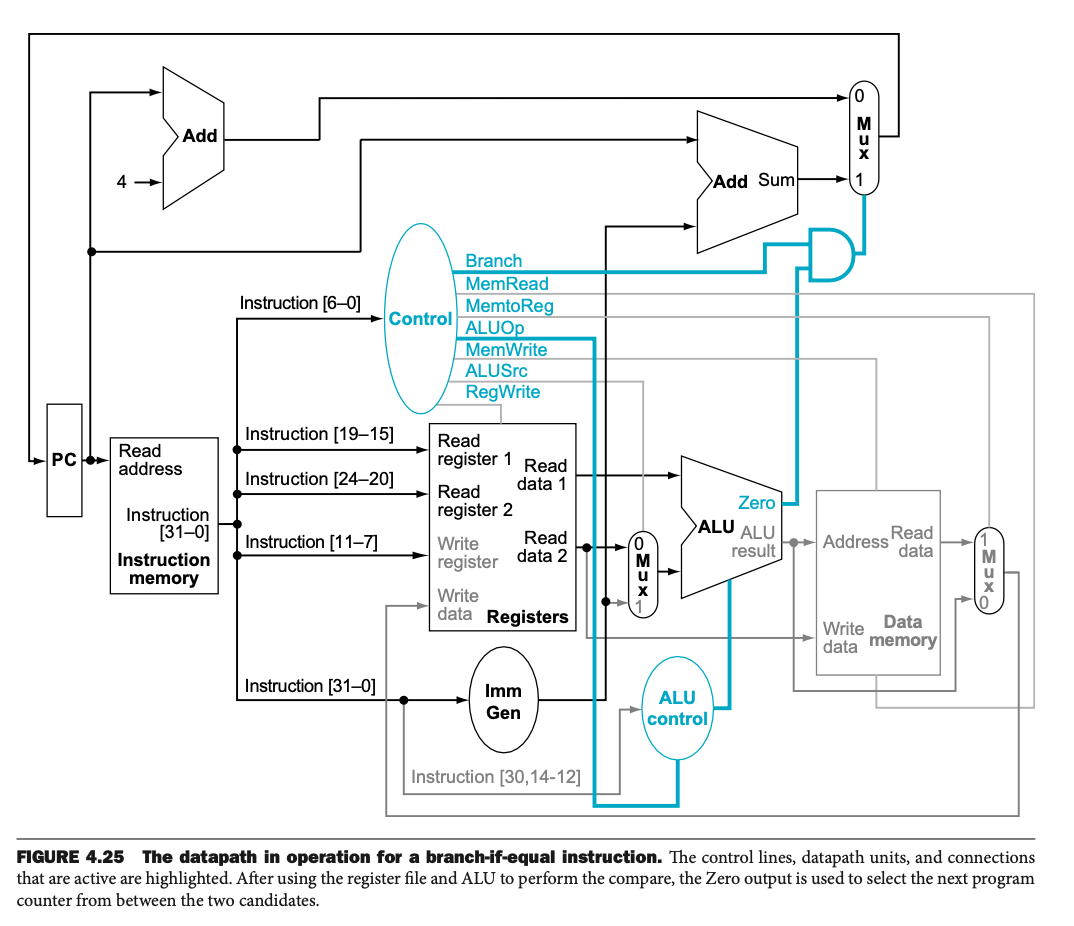 0
M
u
x
1
Add
4
Add Sum
Branch
MemRead
MemtoReg
ALUOp
MemWrite
ALUSrc
RegWrite
Control
Instruction [6–0]
Instruction [19–15]
Instruction [24–20]
Instruction [11–7]
Instruction [31–0]
PC
Read
address
Instruction
[31–0]
Instruction
memory
Read
register 1
Read
register 2
Write
register
Write
data
Read
data 1
Read
data 2
Registers
0
M
u
x
1
Zero
ALU
ALU
result
Address
Read
data
Write
data
Data
memory
1
M
u
x
0
Imm
Gen
ALU
control
Instruction [30,14-12]
FIGURE 4.25 The datapath in operation for a branch-if-equal instruction. The control lines, datapath units, and connections
that are active are highlighted. After using the register file and ALU to perform the compare, the Zero output is used to select the next program
counter from between the two candidates.